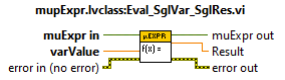 mupExpr.lvclass:Eval_SglVar_SglRes.vi
muExpr in muExpr out
varValue Result
error in (no error) error out
µEXPR
f(x) =